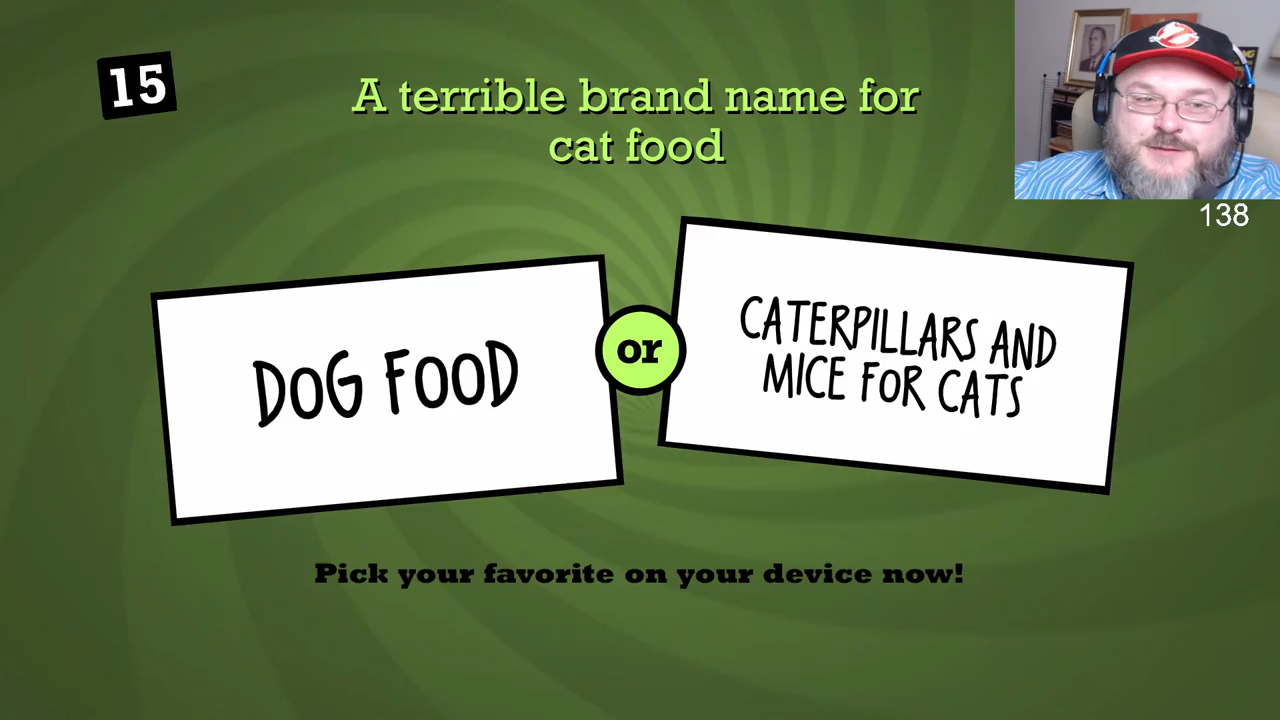 15
A terrible brand name for
cat food
138
DOG FOOD
or
CATERPILLARS AND
MICE FOR CATS
Pick your favorite on your device now!